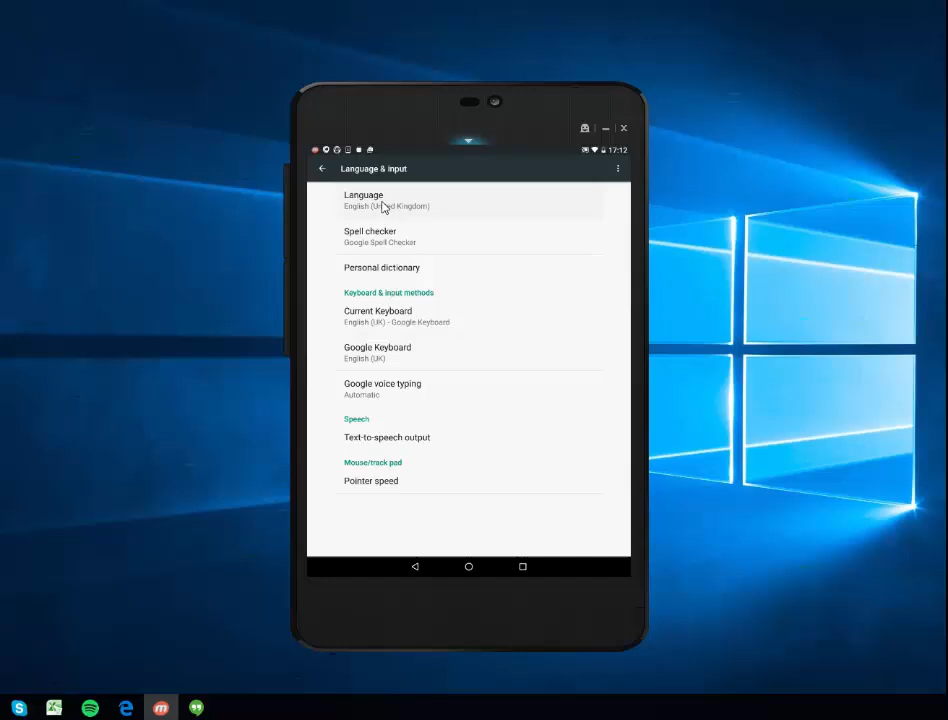 17:12
Language & input
Language
English (United Kingdom)
Spell checker
Google Spell Checker
Personal dictionary
Keyboard & input methods
Current Keyboard
English (UK) - Google Keyboard
Google Keyboard
English (UK)
Google voice typing
Automatic
Speech
Text-to-speech output
Mouse/track pad
Pointer speed